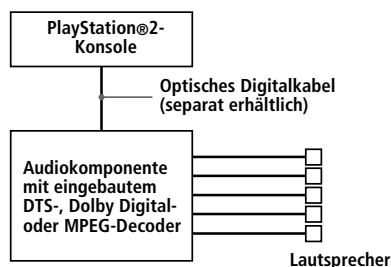 PlayStation®2-
Konsole
Optisches Digitalkabel
(separat erhältlich)
Audiokomponente
mit eingebautem
DTS-, Dolby Digital-
oder MPEG-Decoder
Lautsprecher